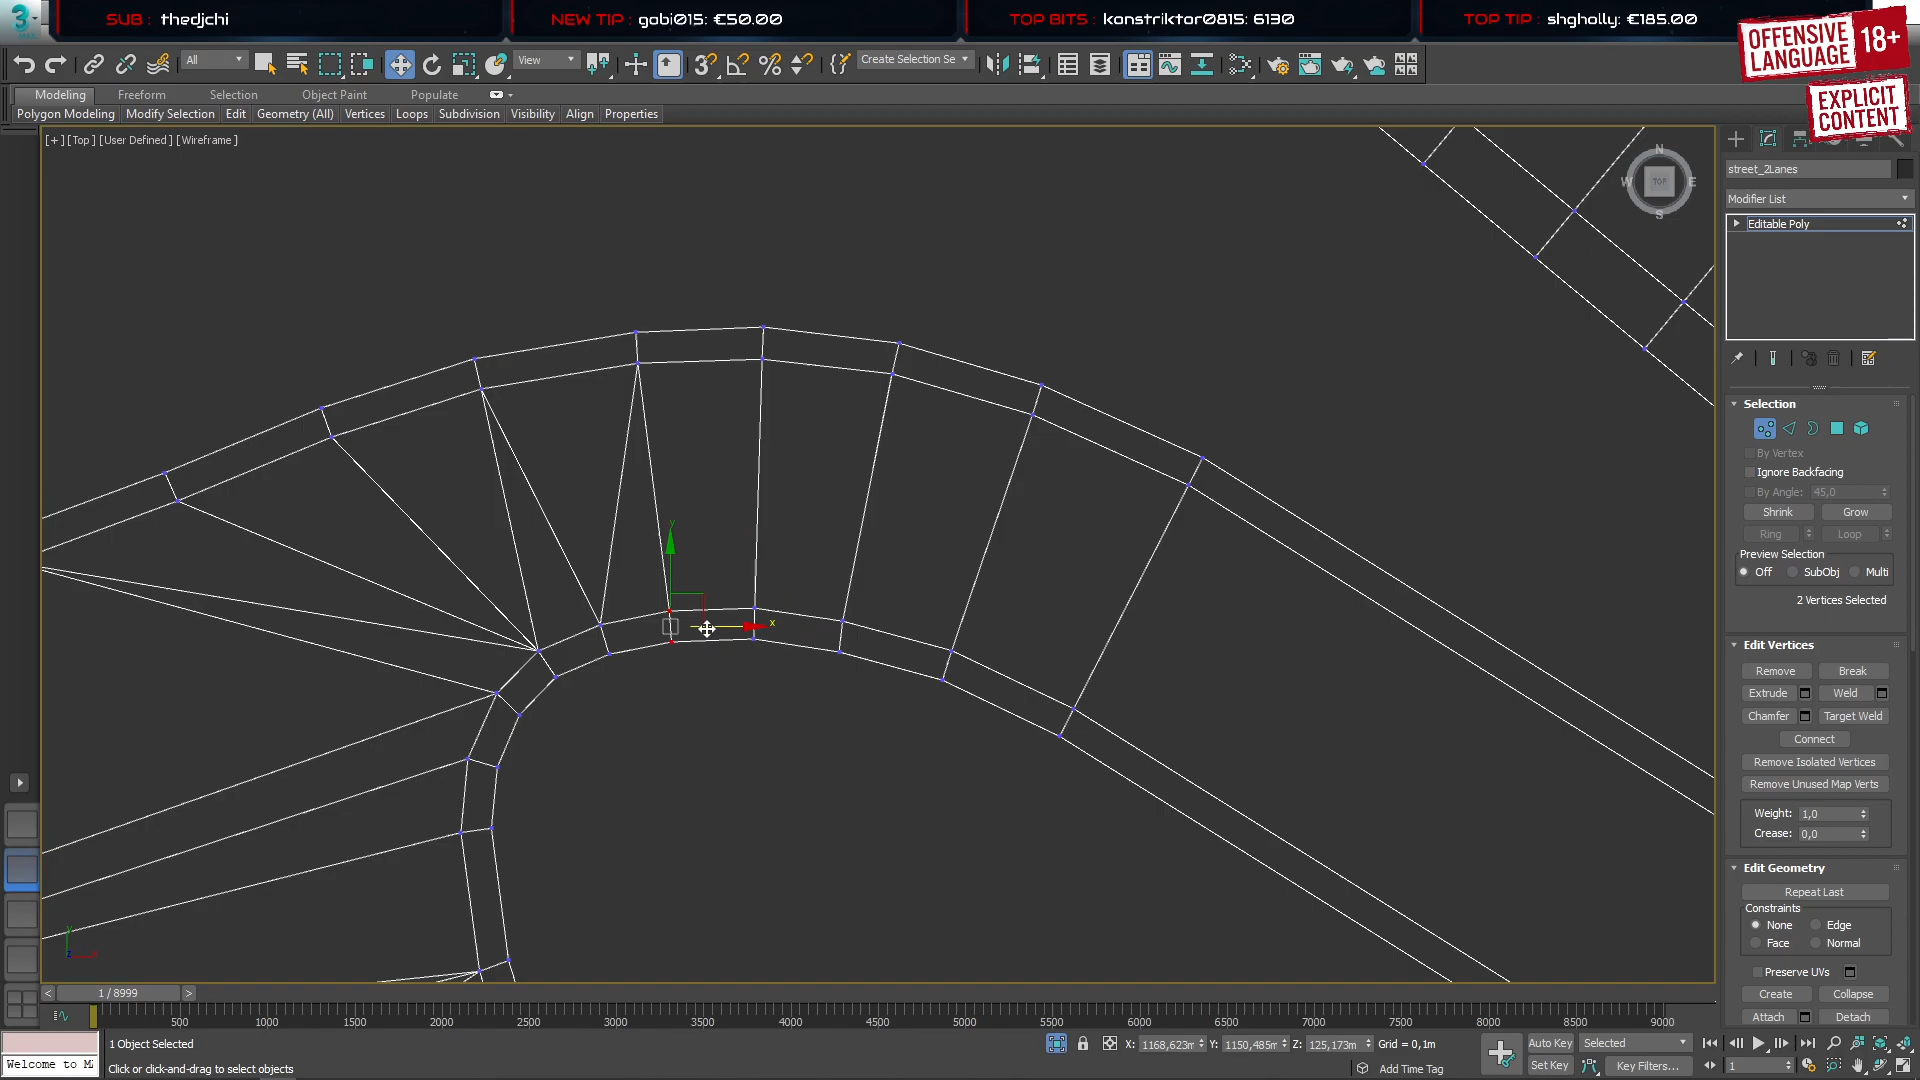 SUB : thedjchi
NEW TIP : gabi015: €50.00
TOP BITS : konstriktor0815: 6130
TOP TIP : shgholly: €185.00
OFFENSIVE LANGUAGE 18+
EXPLICIT CONTENT
All
View
Create Selection Se
Modeling
Freeform
Selection
Object Paint
Populate
Polygon Modeling
Modify Selection
Edit
Geometry (All)
Vertices
Loops
Subdivision
Visibility
Align
Properties
[+] [Top] [User Defined] [Wireframe]
N
W
TOP
E
S
street_2Lanes
Modifier List
Editable Poly
Selection
By Vertex
Ignore Backfacing
By Angle: 45,0
Shrink
Grow
Ring
Loop
Preview Selection
Off
SubObj
Multi
2 Vertices Selected
Edit Vertices
Remove
Break
Extrude
Weld
Chamfer
Target Weld
Connect
Remove Isolated Vertices
Remove Unused Map Verts
Weight: 1,0
Crease: 0,0
Edit Geometry
Repeat Last
Constraints
None
Edge
Face
Normal
Preserve UVs
Create
Collapse
Attach
Detach
y
x
< 1 / 8999 >
500 1000 1500 2000 2500 3000 3500 4000 4500 5000 5500 6000 6500 7000 7500 8000 8500 9000
1 Object Selected
X: 1168,623m
Y: 1150,485m
Z: 125,173m
Grid = 0,1m
Auto Key
Selected
Welcome to M
Click or click-and-drag to select objects
Add Time Tag
Set Key
Key Filters...
1